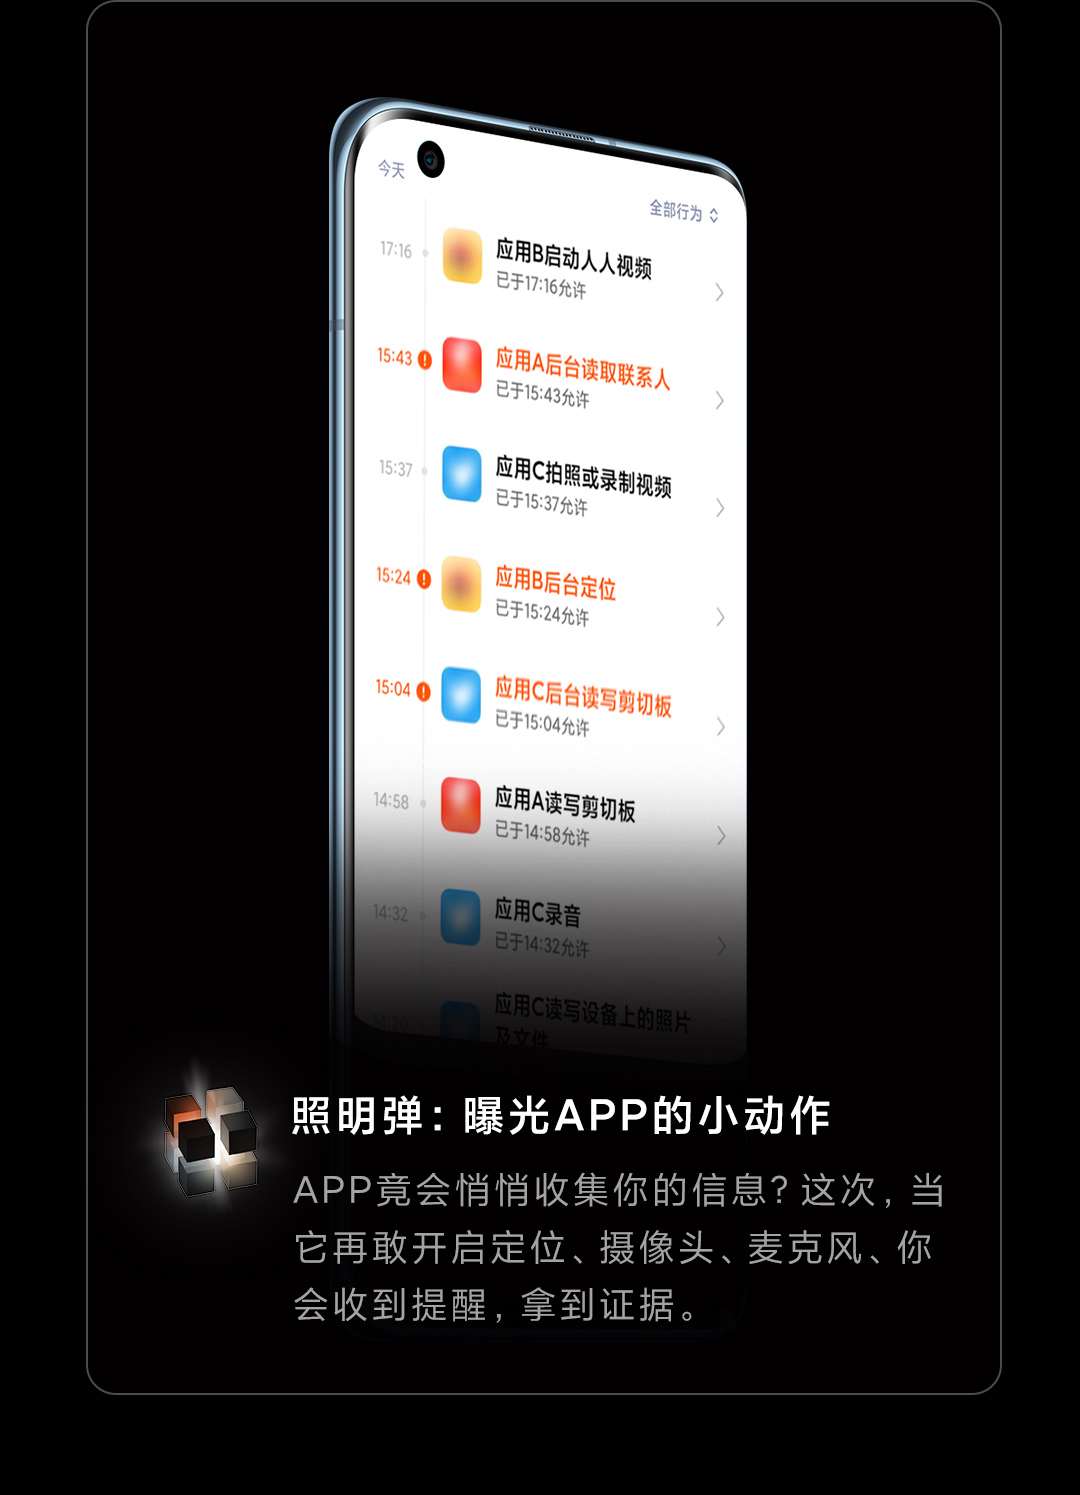 今天
全部行为
17:16
应用B启动人人视频
已于17:16允许
15:43
应用A后台读取联系人
已于15:43允许
15:37
应用C拍照或录制视频
已于15:37允许
15:24
应用B后台定位
已于15:24允许
15:04
应用C后台读写剪切板
已于15:04允许
14:58
应用A读写剪切板
已于14:58允许
14:32
应用C录音
已于14:32允许
应用C读写设备上的照片
及文件
照明弹：曝光APP的小动作
APP竟会悄悄收集你的信息？这次，当
它再敢开启定位、摄像头、麦克风、你
会收到提醒，拿到证据。